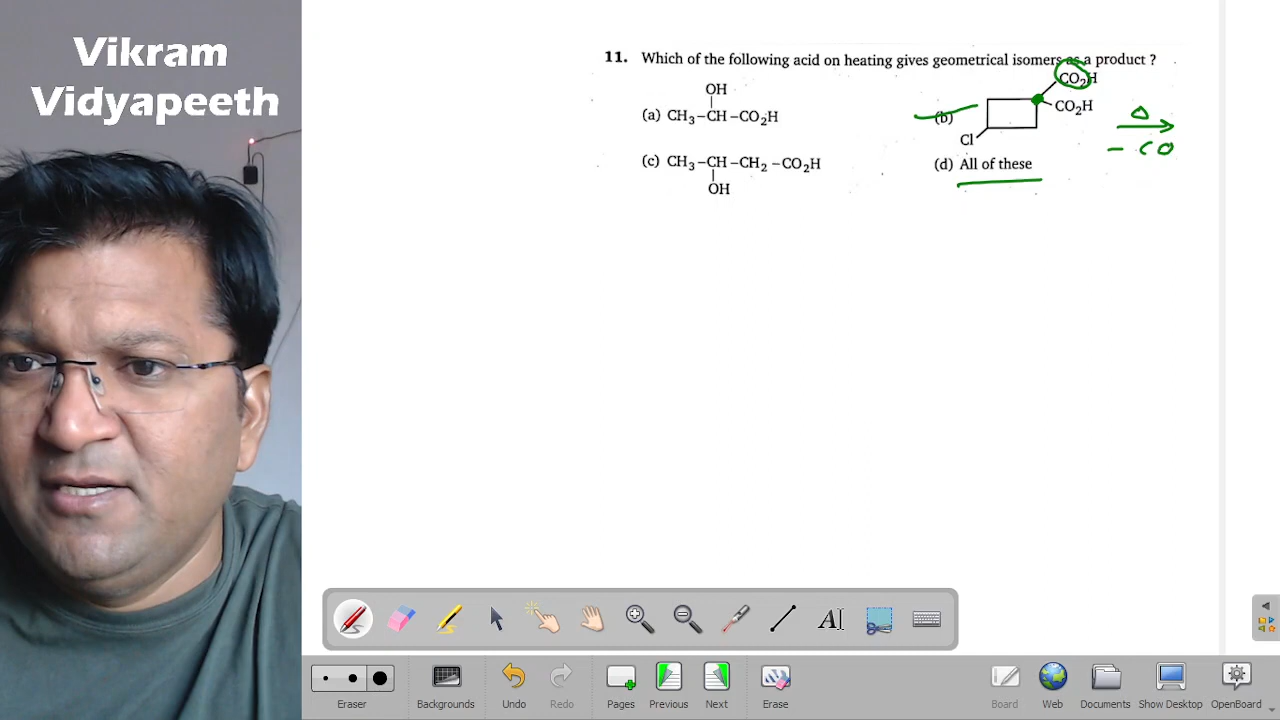 Vikram
Vidyapeeth
11. Which of the following acid on heating gives geometrical isomers as a product ?
OH
(a) CH₃–CH–CO₂H
(b)
CO₂H
CO₂H
Cl
Δ
– CO
(c) CH₃–CH–CH₂–CO₂H
OH
(d) All of these
Eraser
Backgrounds
Undo
Redo
Pages
Previous
Next
Erase
Board
Web
Documents
Show Desktop
OpenBoard